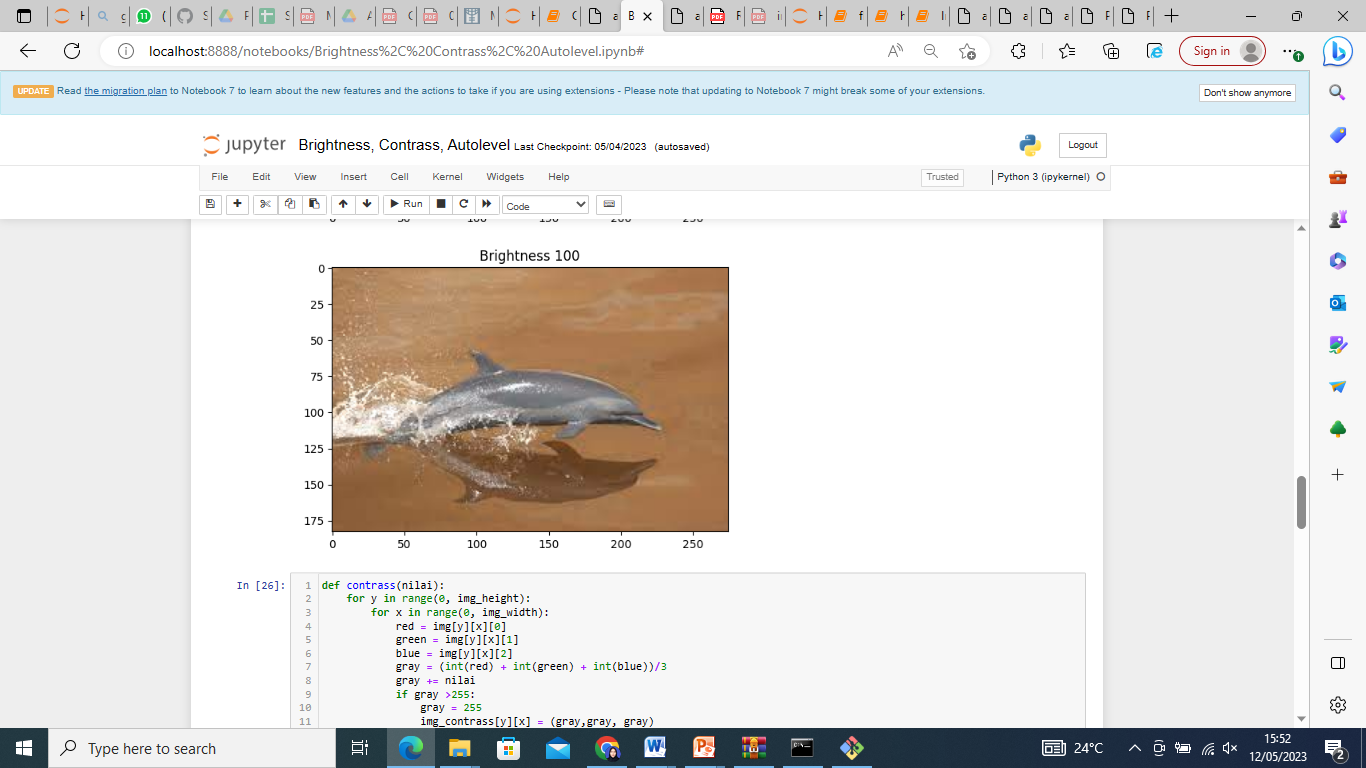 localhost:8888/notebooks/Brightness%2C%20Contrass%2C%20Autolevel.ipynb#
Sign in
UPDATE Read the migration plan to Notebook 7 to learn about the new features and the actions to take if you are using extensions - Please note that updating to Notebook 7 might break some of your extensions.
Don't show anymore
jupyter Brightness, Contrass, Autolevel Last Checkpoint: 05/04/2023 (autosaved)
Logout
File Edit View Insert Cell Kernel Widgets Help
Trusted
Python 3 (ipykernel)
Run
Code
Brightness 100
0
25
50
75
100
125
150
175
0 50 100 150 200 250
In [26]:
1 def contrass(nilai):
2 for y in range(0, img_height):
3 for x in range(0, img_width):
4 red = img[y][x][0]
5 green = img[y][x][1]
6 blue = img[y][x][2]
7 gray = (int(red) + int(green) + int(blue))/3
8 gray += nilai
9 if gray >255:
10 gray = 255
11 img_contrass[y][x] = (gray,gray, gray)
Type here to search
24°C
15:52
12/05/2023
2